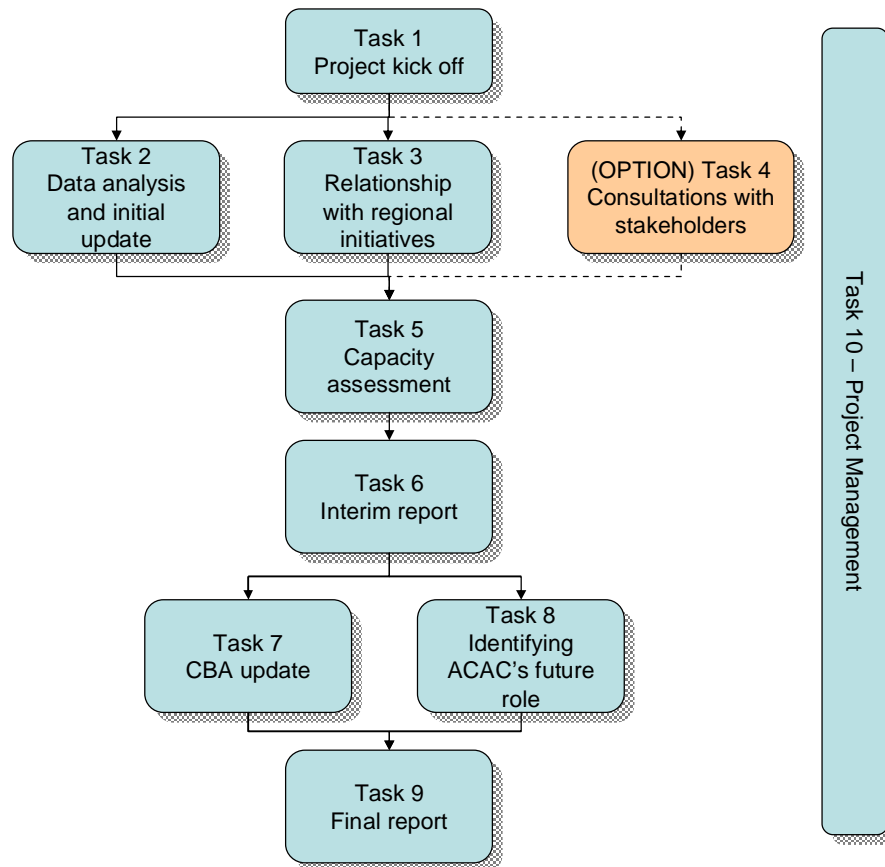 Task 1
Project kick off
Task 2
Data analysis
and initial
update
Task 3
Relationship
with regional
initiatives
(OPTION) Task 4
Consultations with
stakeholders
Task 5
Capacity
assessment
Task 6
Interim report
Task 7
CBA update
Task 8
Identifying
ACAC's future
role
Task 9
Final report
Task 10 – Project Management